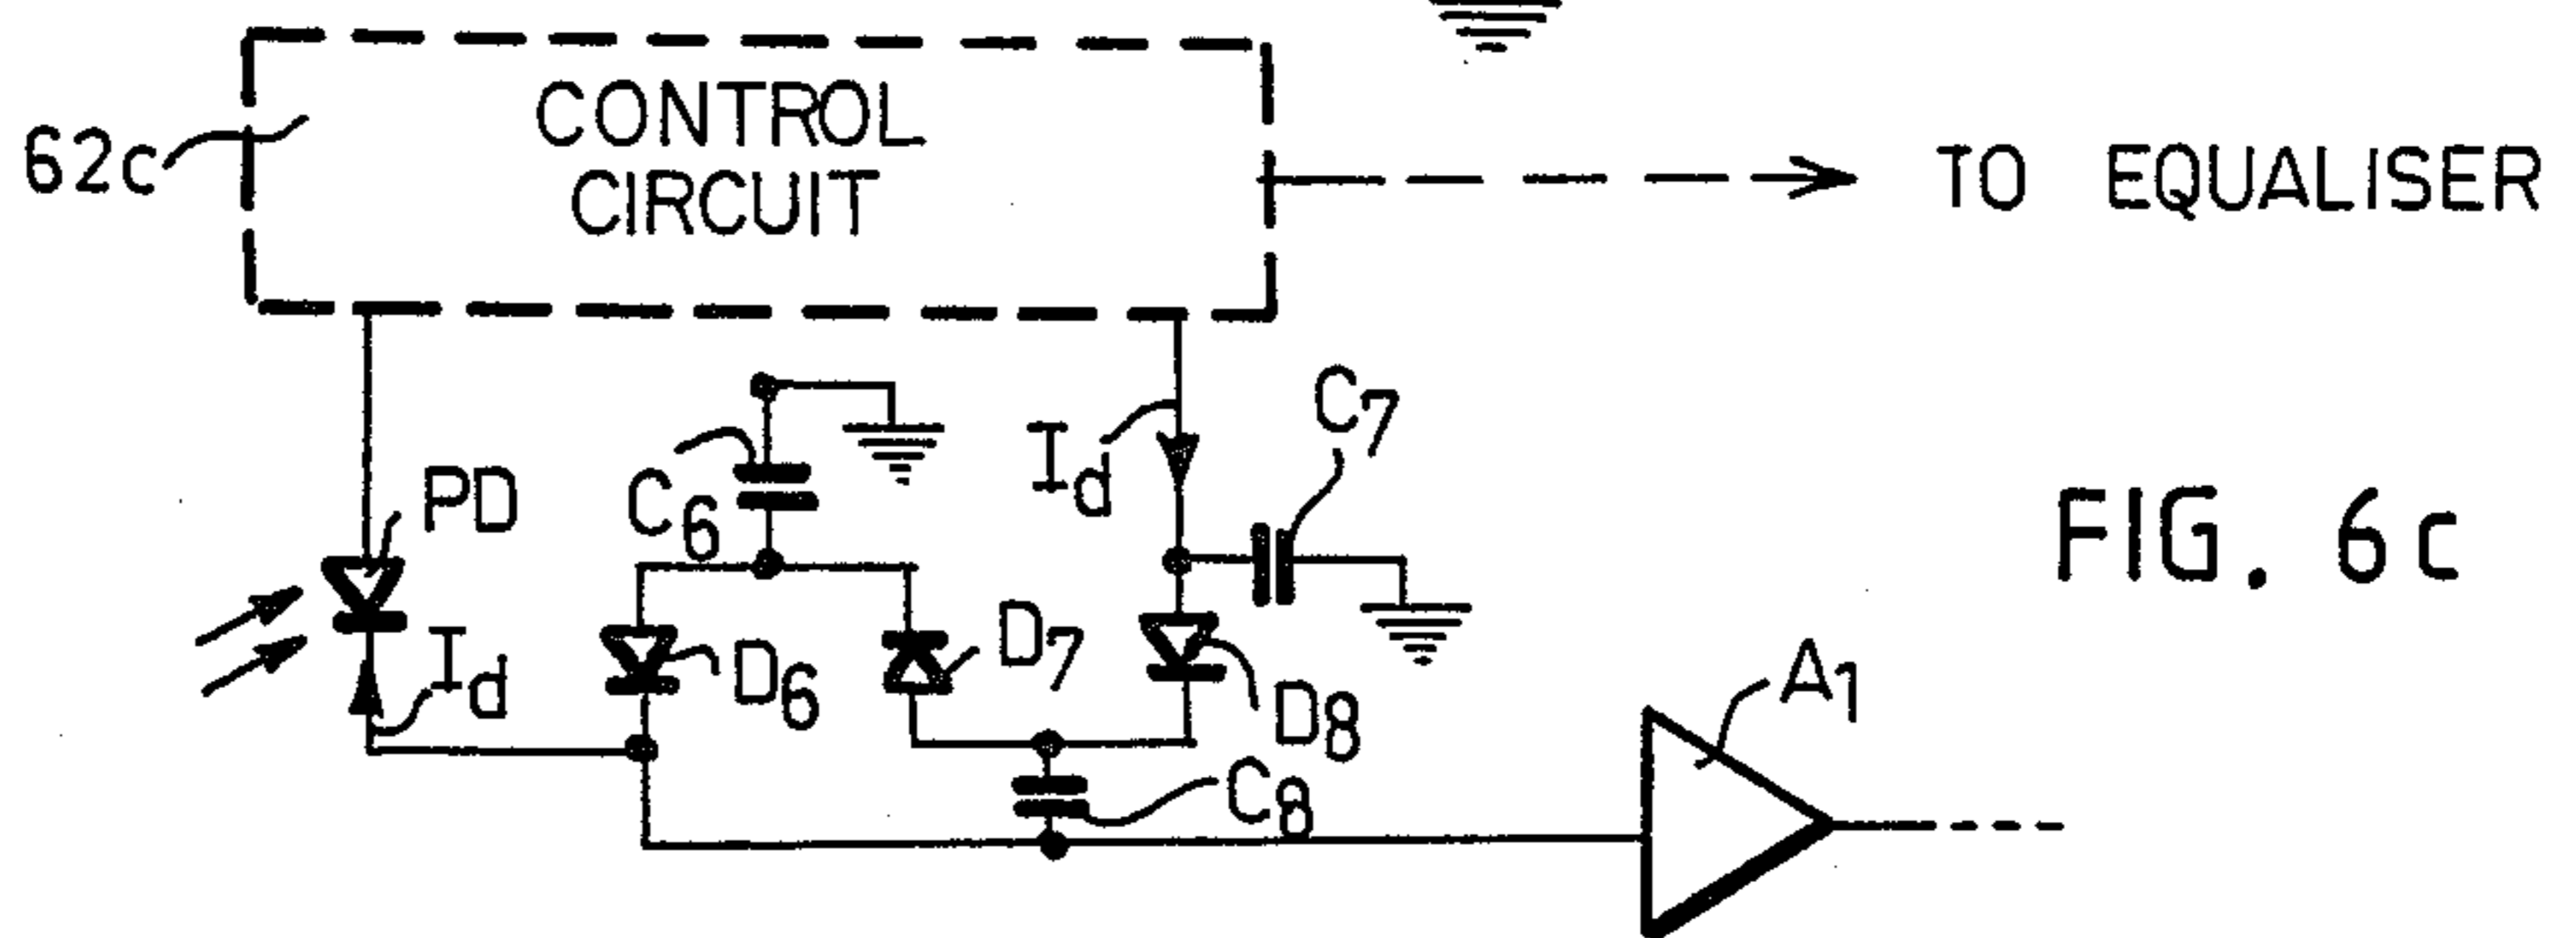 CONTROL
CIRCUIT
62c
TO EQUALISER
C7
Id
PD
C6
FIG. 6c
D7
Id
D6
D8
A1
C8